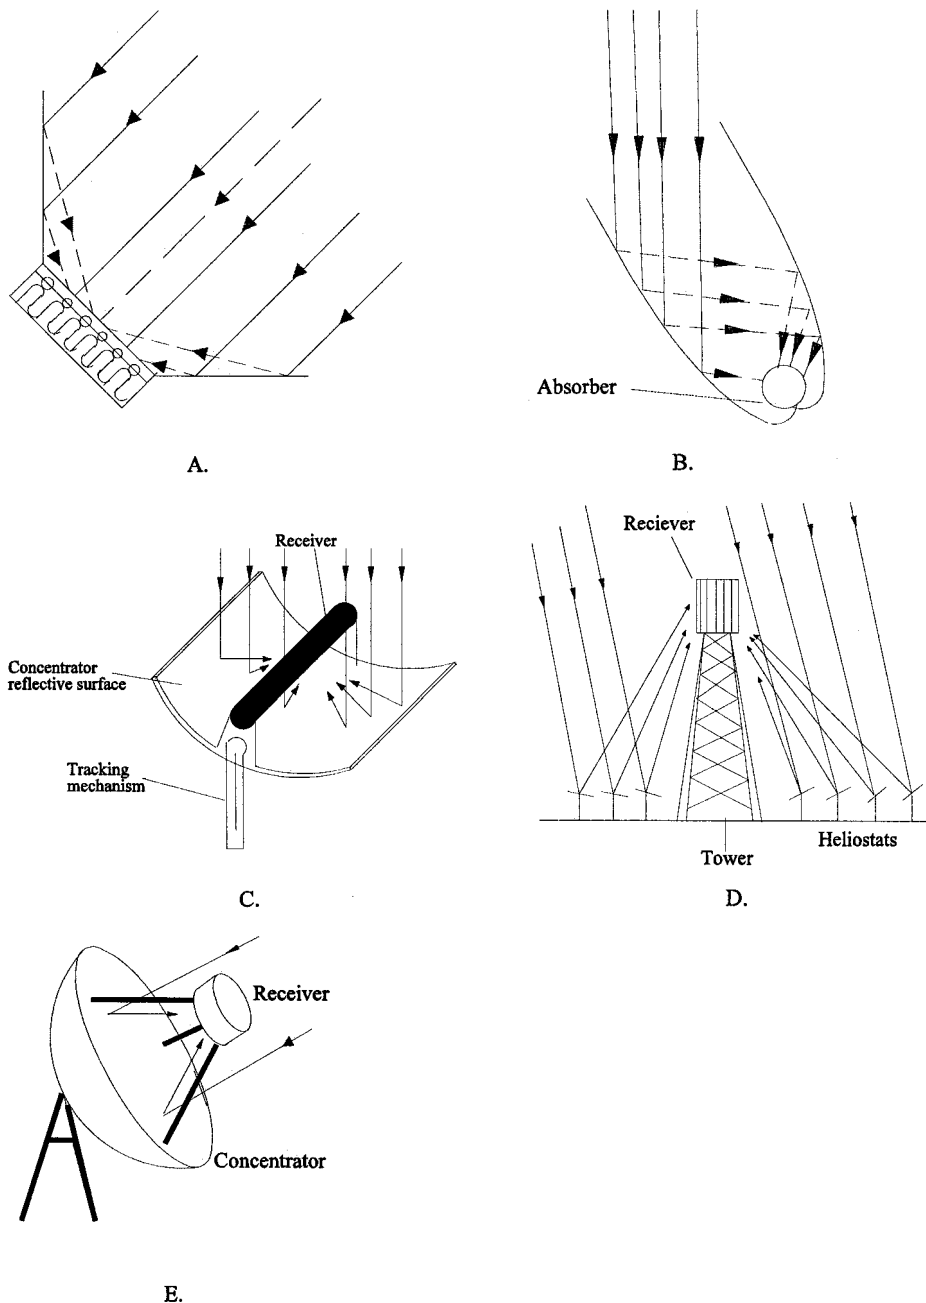 Absorber
A.
B.
Receiver
Concentrator
reflective surface
Tracking
mechanism
C.
Reciever
Heliostats
Tower
D.
Receiver
Concentrator
E.